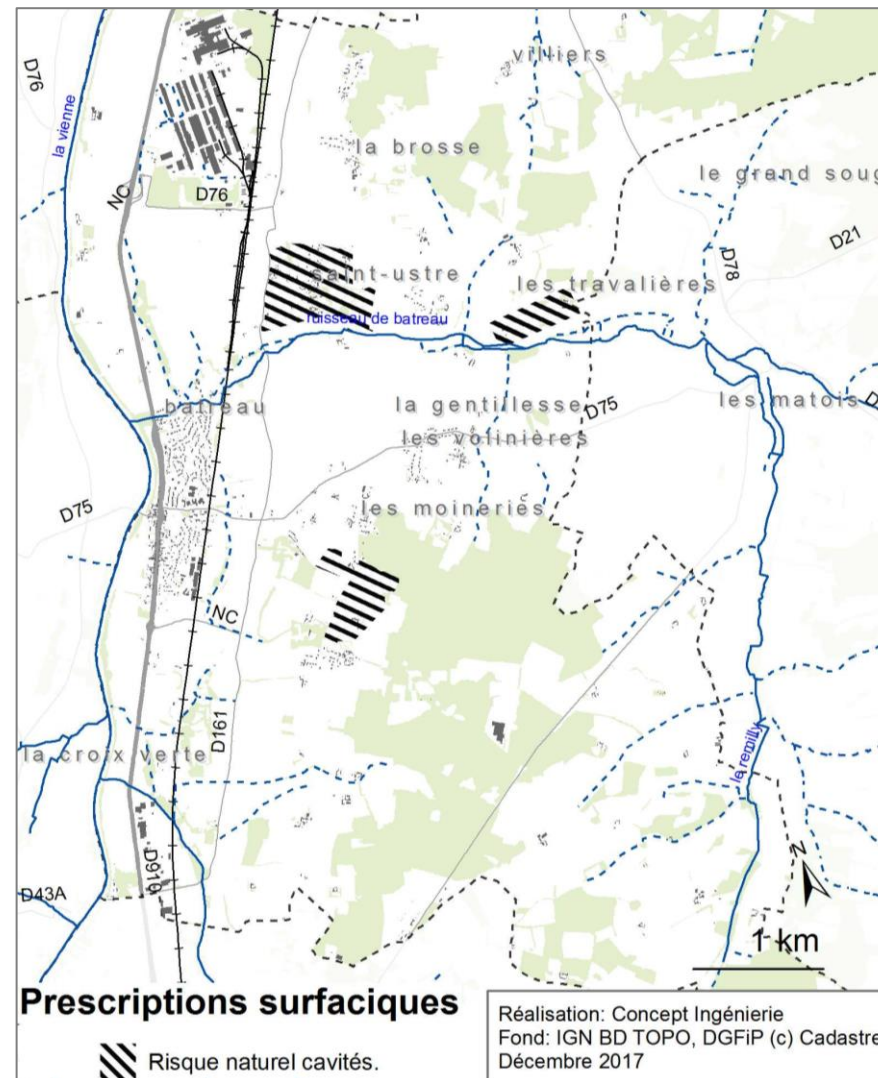 villiers
D76
la vienne
la brosse
le grand soug
NC
D76
D21
D78
saint-ustre
les travalières
ruisseau de batreau
batreau
la gentillesse
D75
les matois
D
les volinières
D75
les moineries
NC
D161
la croix verte
le remilly
D910
D43A
N
1 km
Prescriptions surfaciques
Risque naturel cavités.
Réalisation: Concept Ingénierie
Fond: IGN BD TOPO, DGFiP (c) Cadastre
Décembre 2017